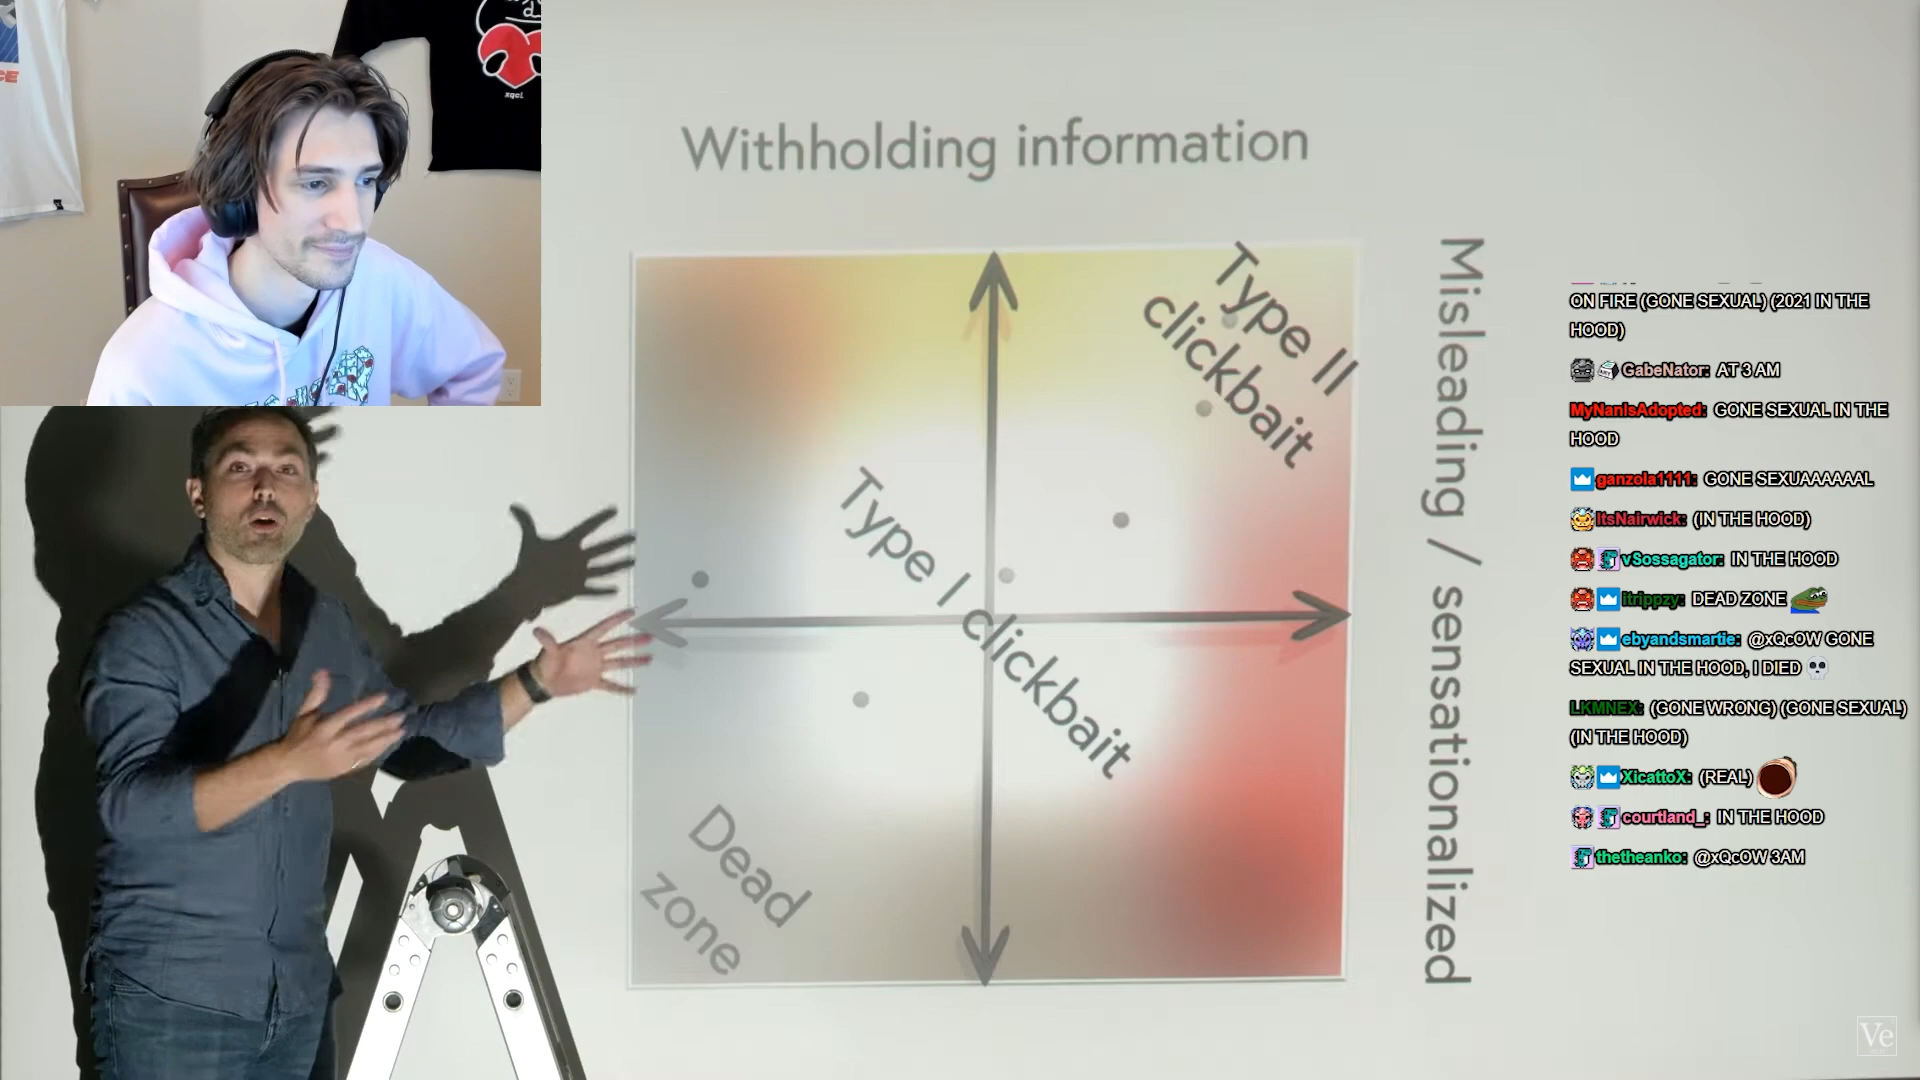 CE
xqcL
Withholding information
Misleading / sensationalized
Type II
clickbait
Type I clickbait
Dead
zone
ON FIRE (GONE SEXUAL) (2021 IN THE
HOOD)
GabeNator: AT 3 AM
MyNanIsAdopted: GONE SEXUAL IN THE
HOOD
ganzola1111: GONE SEXUAAAAAAL
ItsNairwick: (IN THE HOOD)
vSossagator: IN THE HOOD
itrippzy: DEAD ZONE
ebyandsmartie: @xQcOW GONE
SEXUAL IN THE HOOD, I DIED
LKMNEX: (GONE WRONG) (GONE SEXUAL)
(IN THE HOOD)
XicattoX: (REAL)
courtland_: IN THE HOOD
thetheanko: @xQcOW 3AM
Ve